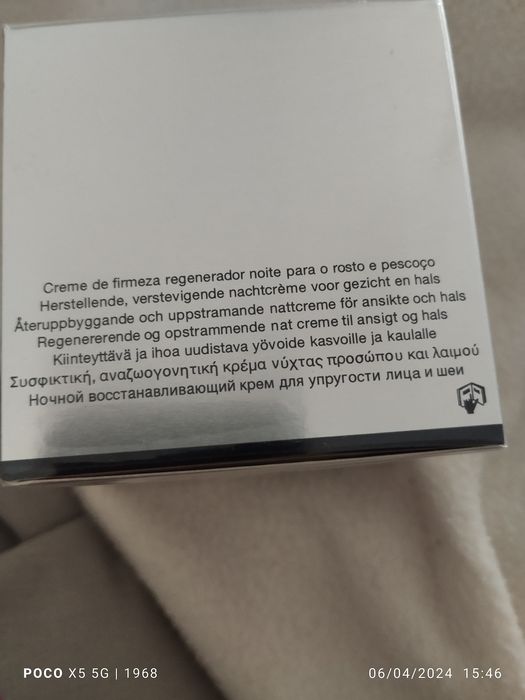 Creme de firmeza regenerador noite para o rosto e pescoço
Herstellende, verstevigende nachtcrème voor gezicht en hals
Återuppbyggande och uppstramande nattcreme för ansikte och hals
Regenererende og opstrammende nat creme til ansigt og hals
Kiinteyttävä ja ihoa uudistava yövoide kasvoille ja kaulalle
Συσφικτική, αναζωογονητική κρέμα νύχτας προσώπου και λαιμού
Ночной восстанавливающий крем для упругости лица и шеи
POCO X5 5G | 1968
06/04/2024 15:46